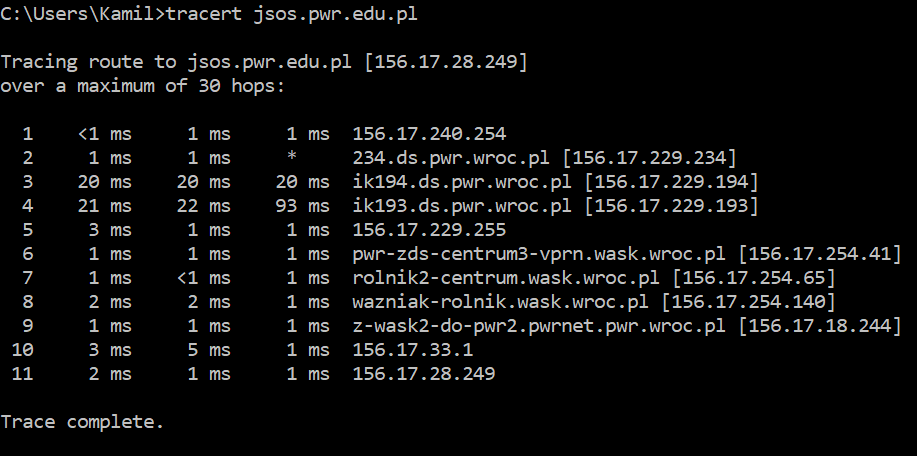 C:\Users\Kamil>tracert jsos.pwr.edu.pl
Tracing route to jsos.pwr.edu.pl [156.17.28.249]
over a maximum of 30 hops:
1 <1 ms 1 ms 1 ms 156.17.240.254
2 1 ms 1 ms * 234.ds.pwr.wroc.pl [156.17.229.234]
3 20 ms 20 ms 20 ms ik194.ds.pwr.wroc.pl [156.17.229.194]
4 21 ms 22 ms 93 ms ik193.ds.pwr.wroc.pl [156.17.229.193]
5 3 ms 1 ms 1 ms 156.17.229.255
6 1 ms 1 ms 1 ms pwr-zds-centrum3-vprn.wask.wroc.pl [156.17.254.41]
7 1 ms <1 ms 1 ms rolnik2-centrum.wask.wroc.pl [156.17.254.65]
8 2 ms 2 ms 1 ms wazniak-rolnik.wask.wroc.pl [156.17.254.140]
9 1 ms 1 ms 1 ms z-wask2-do-pwr2.pwrnet.pwr.wroc.pl [156.17.18.244]
10 3 ms 5 ms 1 ms 156.17.33.1
11 2 ms 1 ms 1 ms 156.17.28.249
Trace complete.